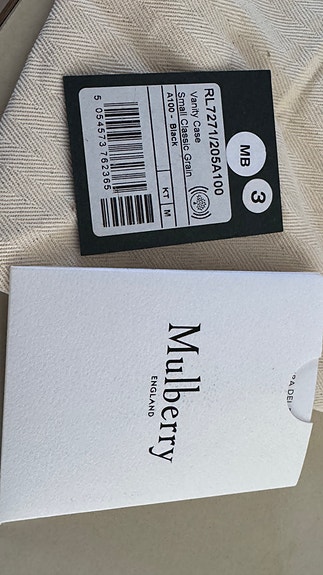 MB
3
RL7271/205A100
Vanity Case
Small Classic Grain
A100 - Black
KT
M
5 054573 762365
Mulberry
ENGLAND